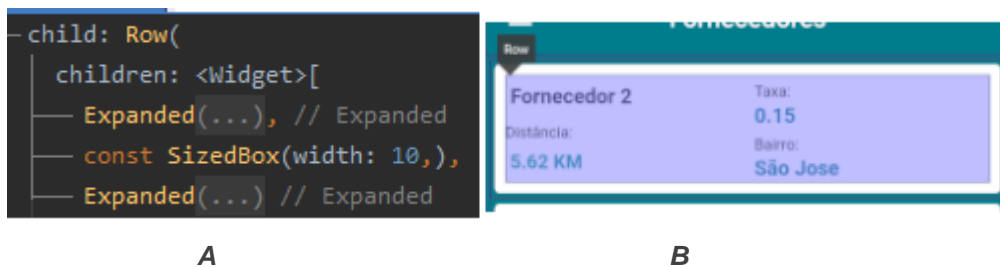 child: Row(
children: <Widget>[
Expanded(...), // Expanded
const SizedBox(width: 10,),
Expanded(...) // Expanded
Fornecedores
Row
Fornecedor 2
Taxa:
0.15
Distância:
Bairro:
5.62 KM
São Jose
A
B